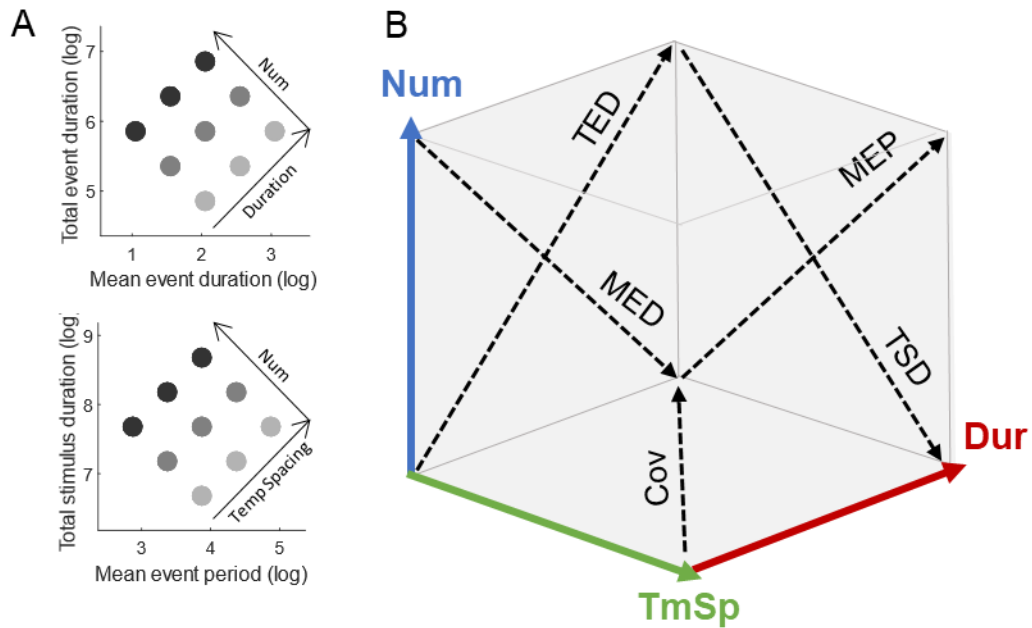 A
B
7
6
5
Total event duration (log)
Num
Duration
1 2 3
Mean event duration (log)
9
8
7
Total stimulus duration (log)
Num
Temp Spacing
3 4 5
Mean event period (log)
Num
TED
MEP
MED
TSD
Cov
Dur
TmSp